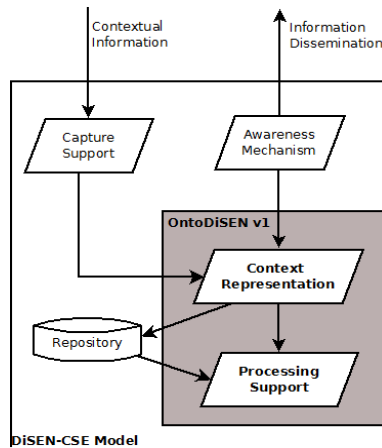 Contextual
Information
Information
Dissemination
Capture
Support
Awareness
Mechanism
OntoDiSEN v1
Context
Representation
Repository
Processing
Support
DiSEN-CSE Model